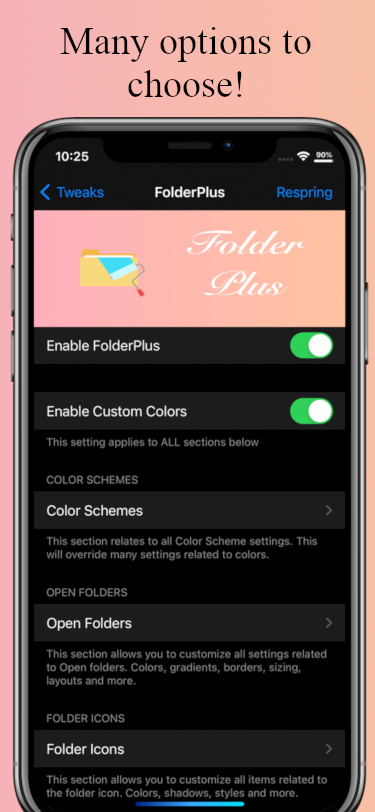 Many options to
choose!
10:25
90%
Tweaks
FolderPlus
Respring
Folder
Plus
Enable FolderPlus
Enable Custom Colors
This setting applies to ALL sections below
COLOR SCHEMES
Color Schemes
This section relates to all Color Scheme settings. This
will override many settings related to colors.
OPEN FOLDERS
Open Folders
This section allows you to customize all settings related
to Open folders. Colors, gradients, borders, sizing,
layouts and more.
FOLDER ICONS
Folder Icons
This section allows you to customize all items related to
the folder icon. Colors, shadows, styles and more.